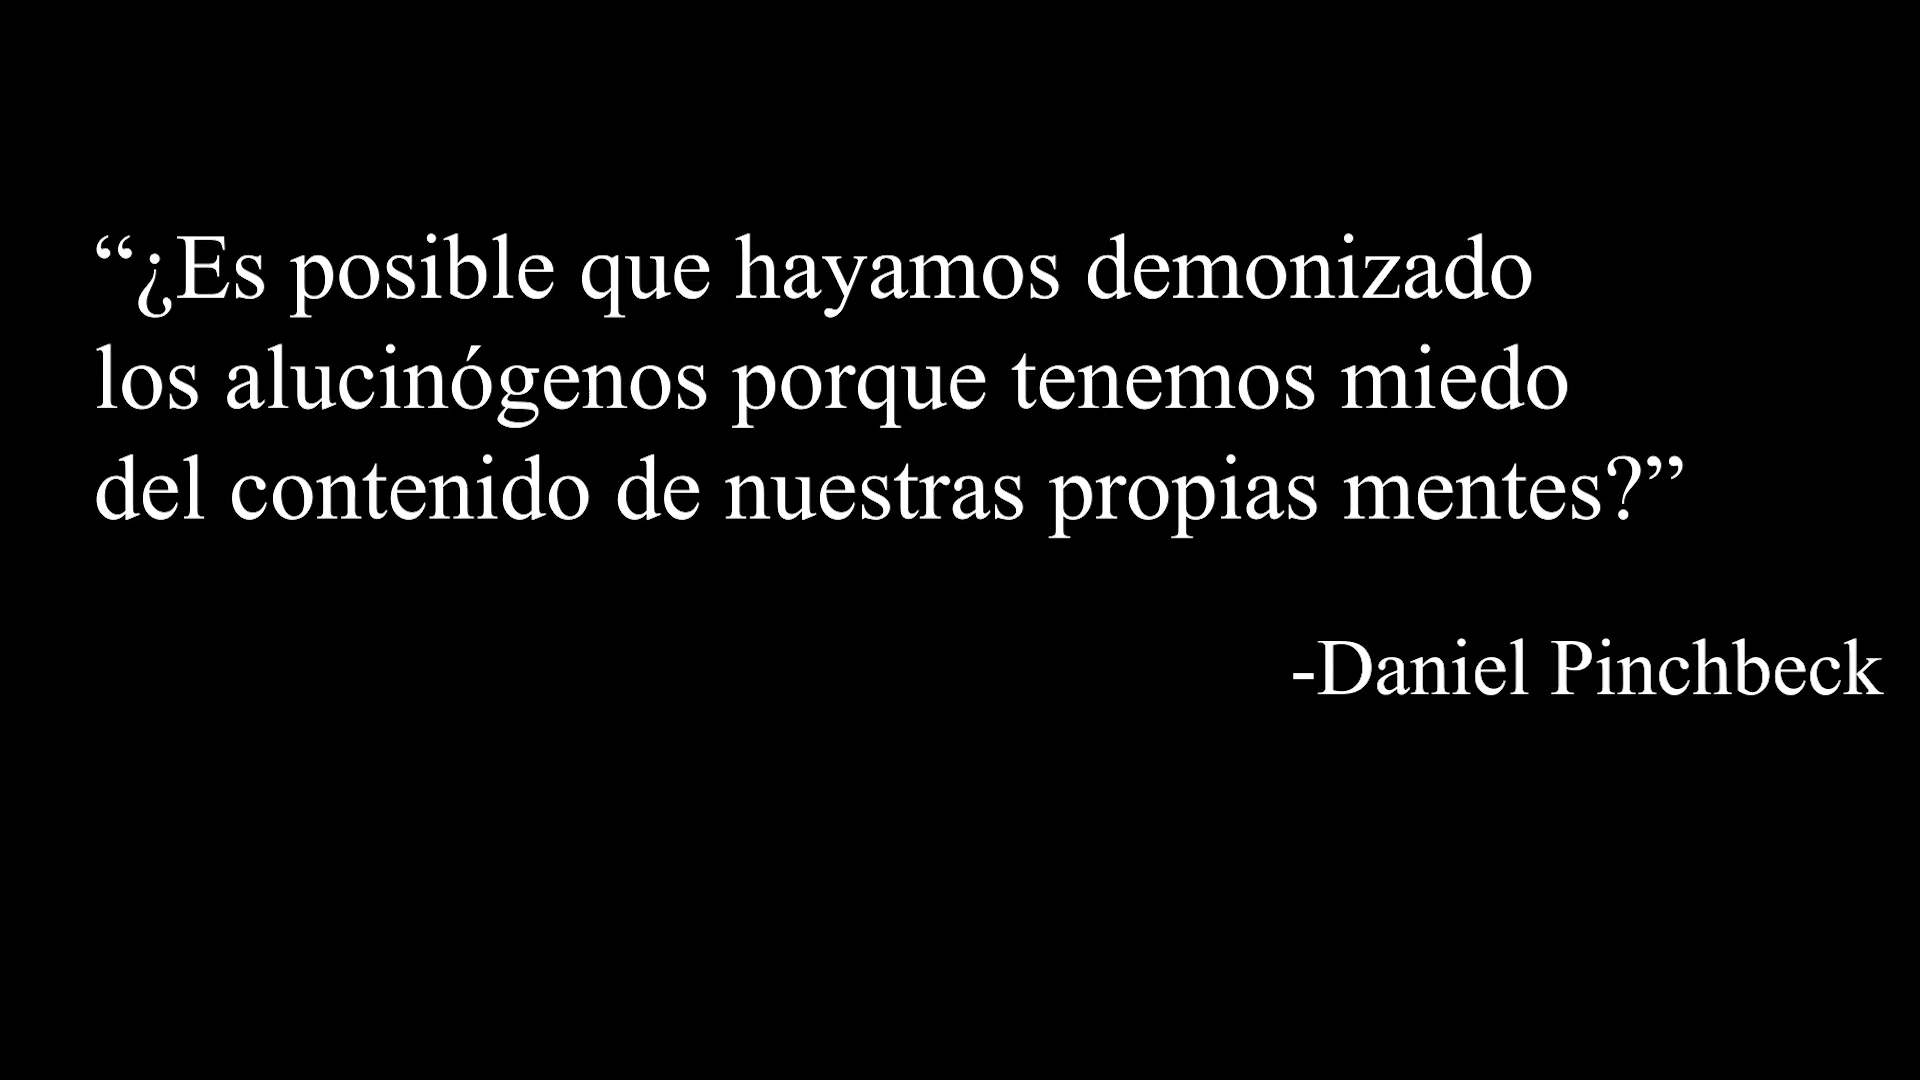 “¿Es posible que hayamos demonizado
los alucinógenos porque tenemos miedo
del contenido de nuestras propias mentes?”
-Daniel Pinchbeck